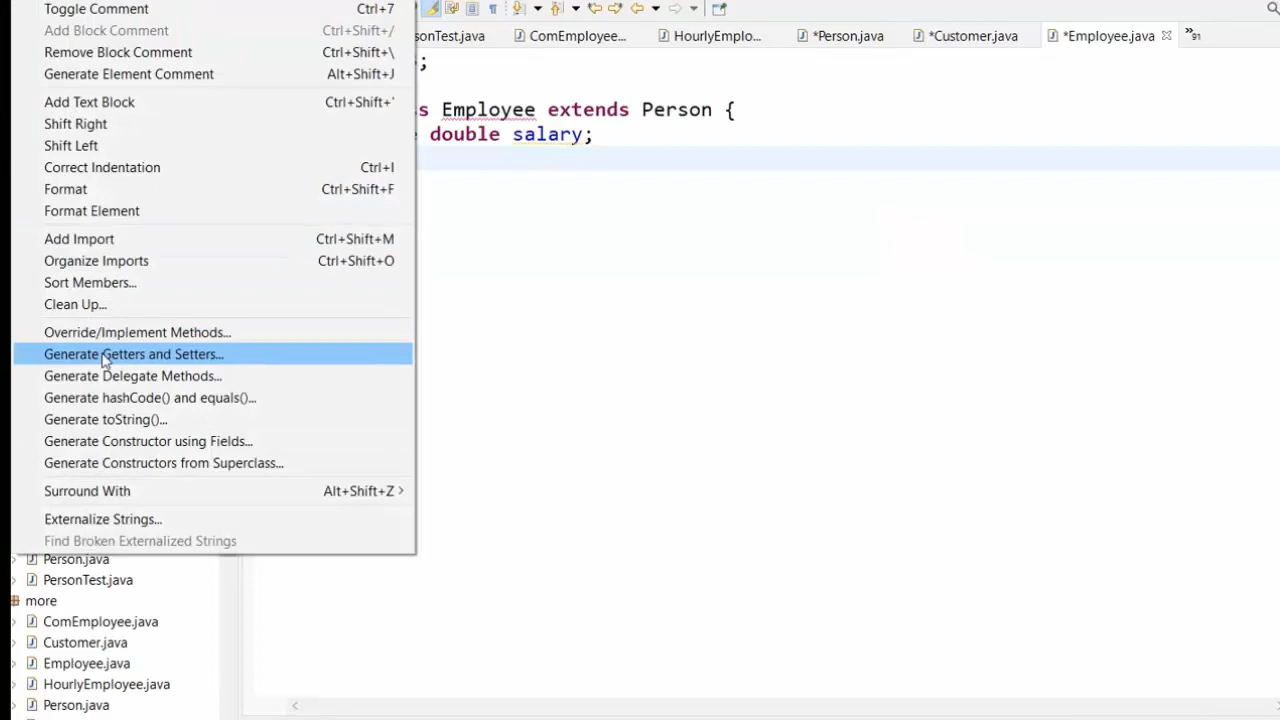 Toggle Comment Ctrl+7
Add Block Comment Ctrl+Shift+/
Remove Block Comment Ctrl+Shift+\
Generate Element Comment Alt+Shift+J
Add Text Block Ctrl+Shift+'
Shift Right
Shift Left
Correct Indentation Ctrl+I
Format Ctrl+Shift+F
Format Element
Add Import Ctrl+Shift+M
Organize Imports Ctrl+Shift+O
Sort Members...
Clean Up...
Override/Implement Methods...
Generate Getters and Setters...
Generate Delegate Methods...
Generate hashCode() and equals()...
Generate toString()...
Generate Constructor using Fields...
Generate Constructors from Superclass...
Surround With Alt+Shift+Z >
Externalize Strings...
Find Broken Externalized Strings
Person.java
PersonTest.java
more
ComEmployee.java
Customer.java
Employee.java
HourlyEmployee.java
Person.java
sonTest.java ComEmployee... HourlyEmplo... *Person.java *Customer.java *Employee.java »91
;
s Employee extends Person {
double salary;